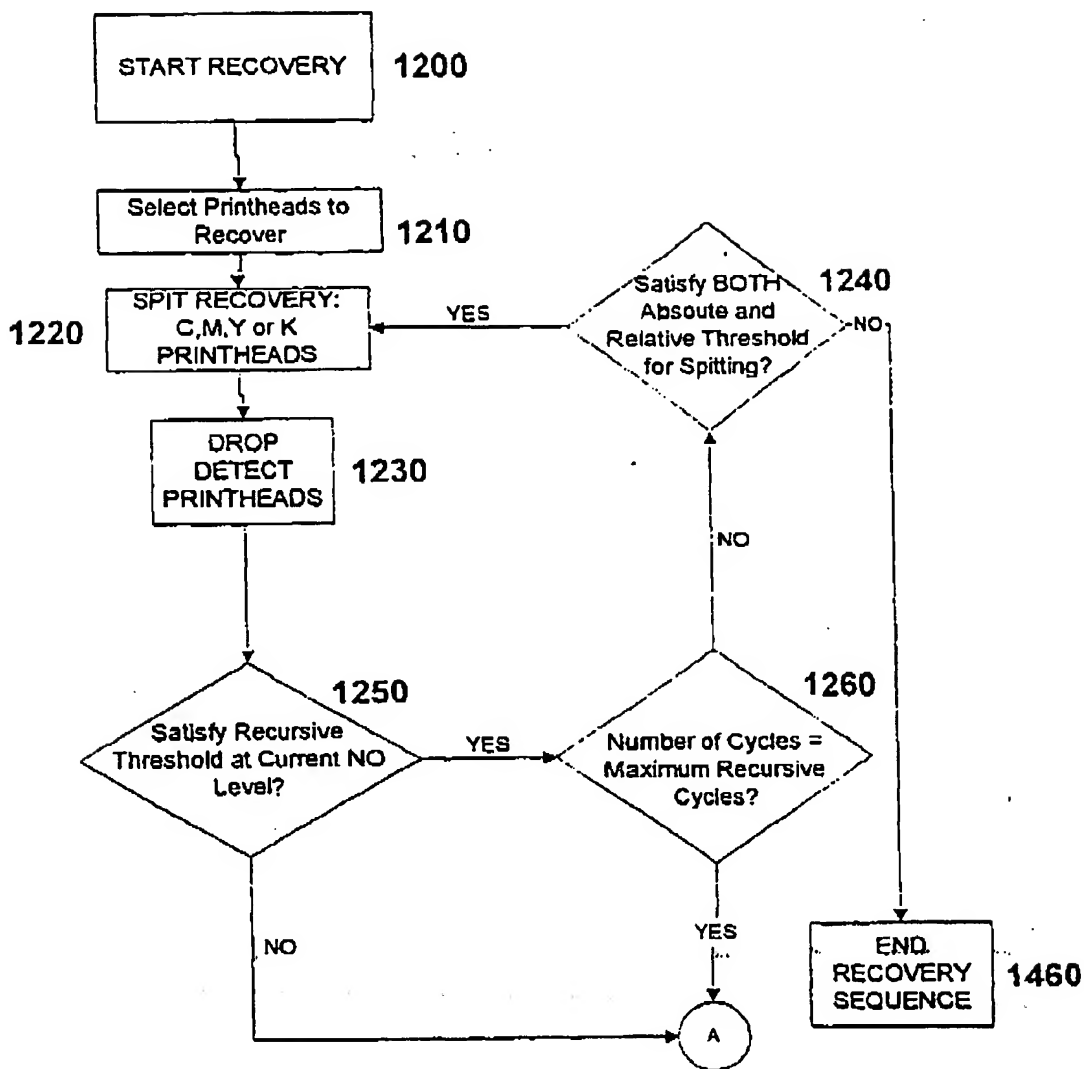 START RECOVERY
1200
Select Printheads to
Recover
1210
SPIT RECOVERY:
C,M,Y or K
PRINTHEADS
1220
YES
Satisfy BOTH
Absoute and
Relative Threshold
for Spitting?
1240
NO
DROP
DETECT
PRINTHEADS
1230
NO
Satisfy Recursive
Threshold at Current NO
Level?
1250
YES
Number of Cycles =
Maximum Recursive
Cycles?
1260
NO
YES
END
RECOVERY
SEQUENCE
1460
A